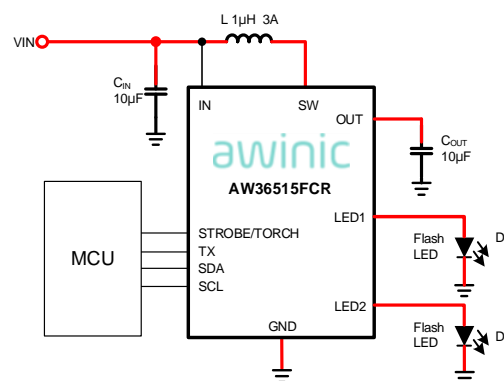 L 1µH 3A
VIN
CIN
10µF
IN
SW
OUT
COUT
10µF
awinic
AW36515FCR
LED1
STROBE/TORCH
MCU
TX
SDA
SCL
Flash
LED
D
LED2
GND
Flash
LED
D